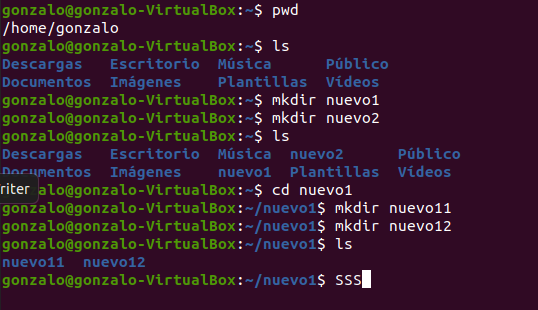 gonzalo@gonzalo-VirtualBox:~$ pwd
/home/gonzalo
gonzalo@gonzalo-VirtualBox:~$ ls
Descargas   Escritorio  Música      Público
Documentos  Imágenes    Plantillas  Vídeos
gonzalo@gonzalo-VirtualBox:~$ mkdir nuevo1
gonzalo@gonzalo-VirtualBox:~$ mkdir nuevo2
gonzalo@gonzalo-VirtualBox:~$ ls
Descargas   Escritorio  Música  nuevo2      Público
Documentos  Imágenes    nuevo1  Plantillas  Vídeos
riter
zalo@gonzalo-VirtualBox:~$ cd nuevo1
gonzalo@gonzalo-VirtualBox:~/nuevo1$ mkdir nuevo11
gonzalo@gonzalo-VirtualBox:~/nuevo1$ mkdir nuevo12
gonzalo@gonzalo-VirtualBox:~/nuevo1$ ls
nuevo11  nuevo12
gonzalo@gonzalo-VirtualBox:~/nuevo1$ SSS